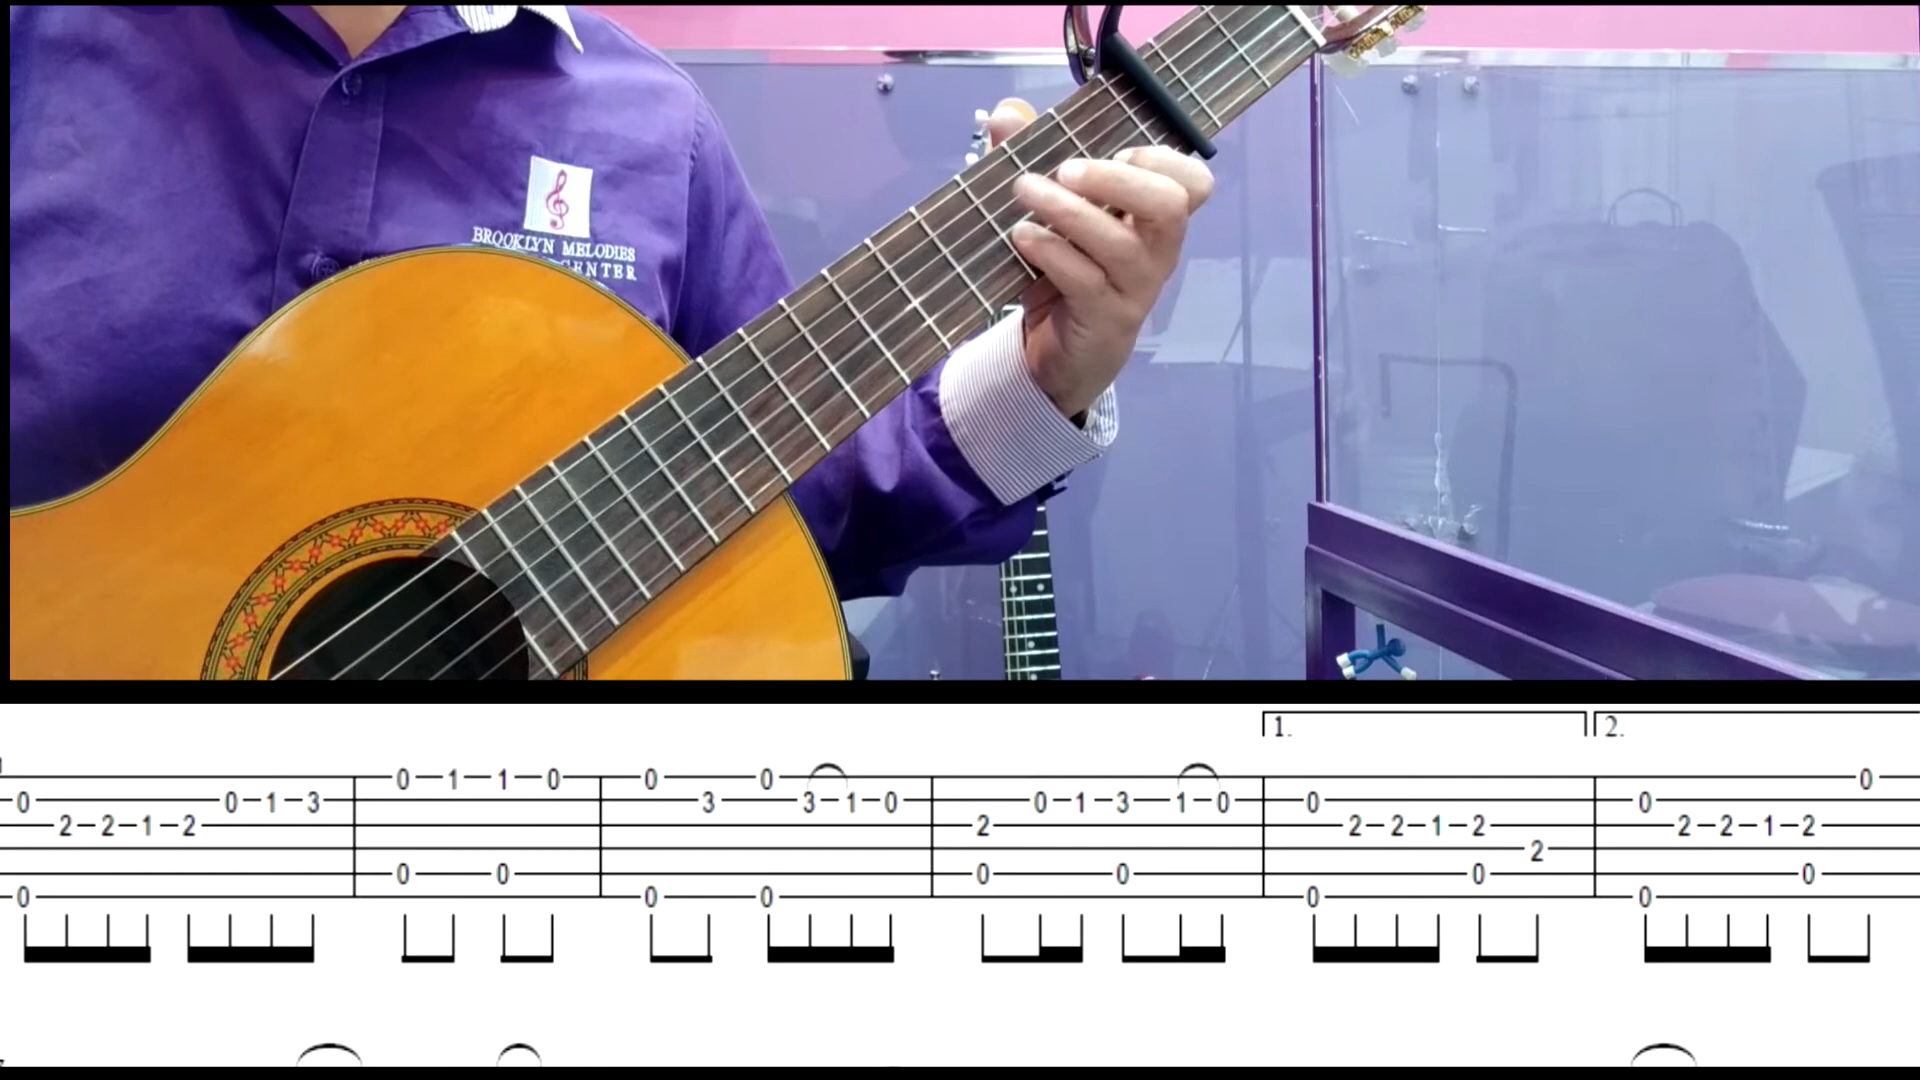 BROOKLYN MELODIES
CENTER
1. 2.
0 1 1 0 0 0 0
0 0 1 3 3 3 1 0 0 1 3 1 0 0 0
2 2 1 2 2 2 2 1 2 2 2 1 2
2
0 0 0 0 0 0
0 0 0 0 0